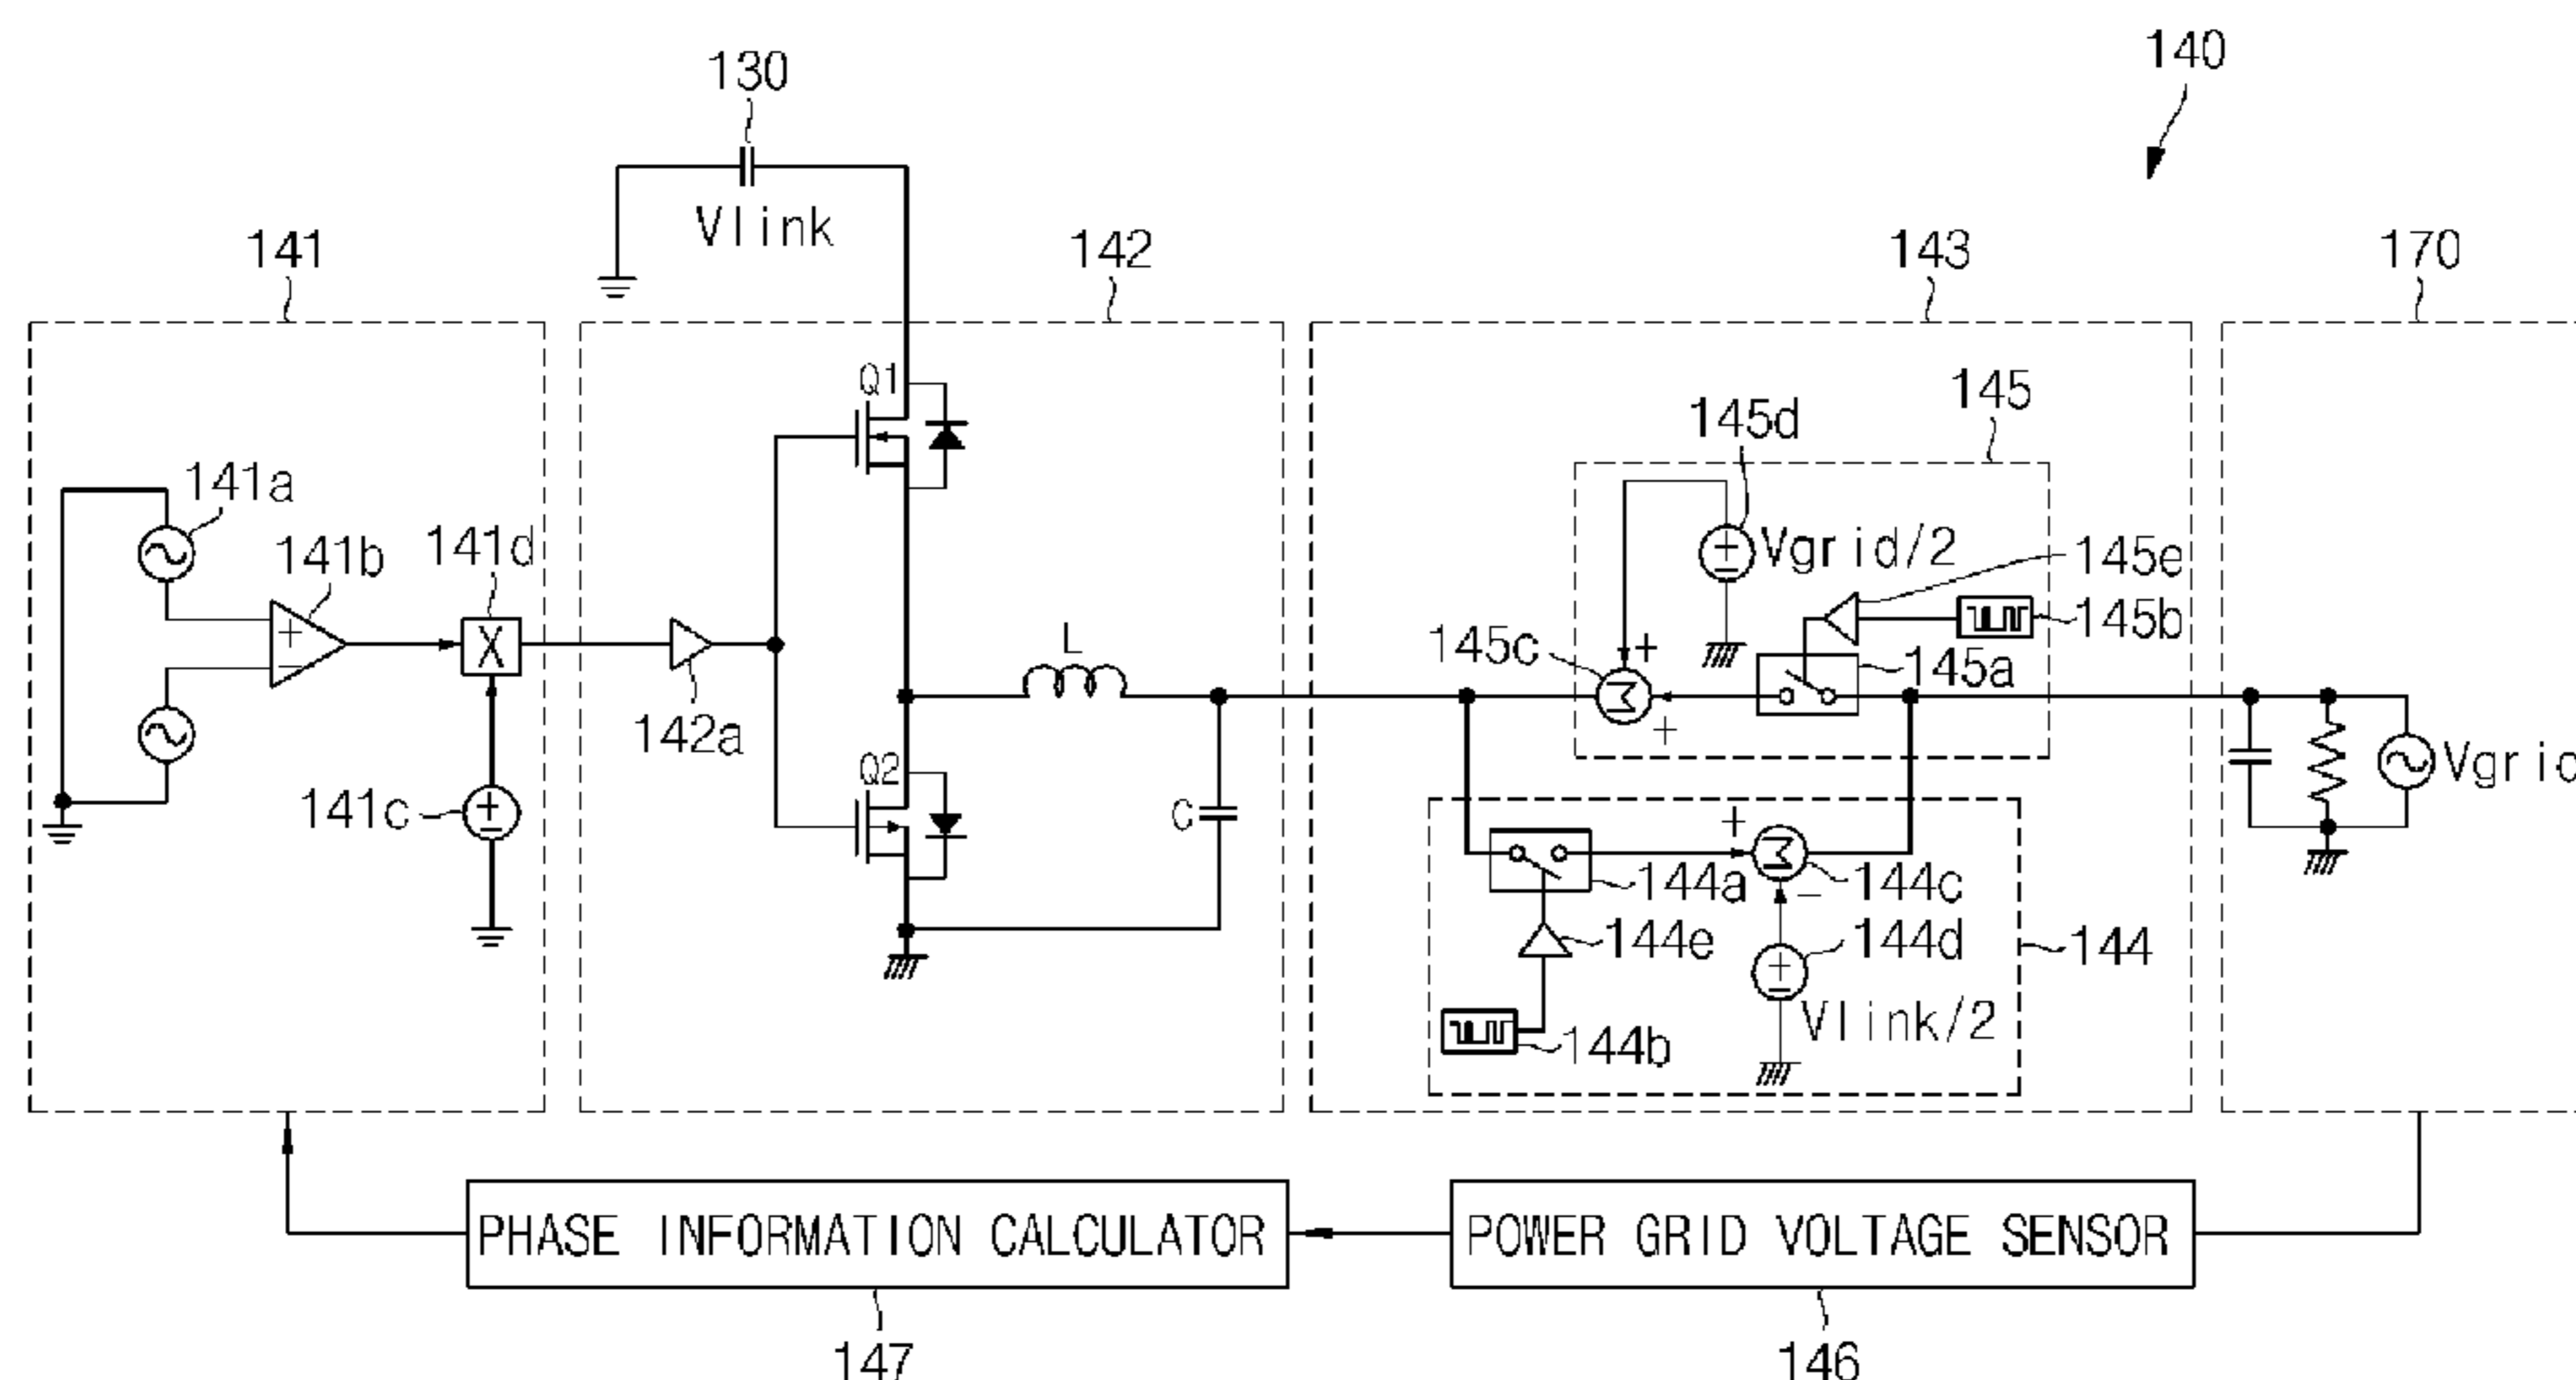 140
130
Vlink
141
142
143
170
Q1
145
145d
141a
141b
141d
Vgrid/2
145e
145b
145c
145a
L
142a
Q2
Vgrid
141c
C
144a
144c
144e
144d
144
Vlink/2
144b
PHASE INFORMATION CALCULATOR
POWER GRID VOLTAGE SENSOR
147
146